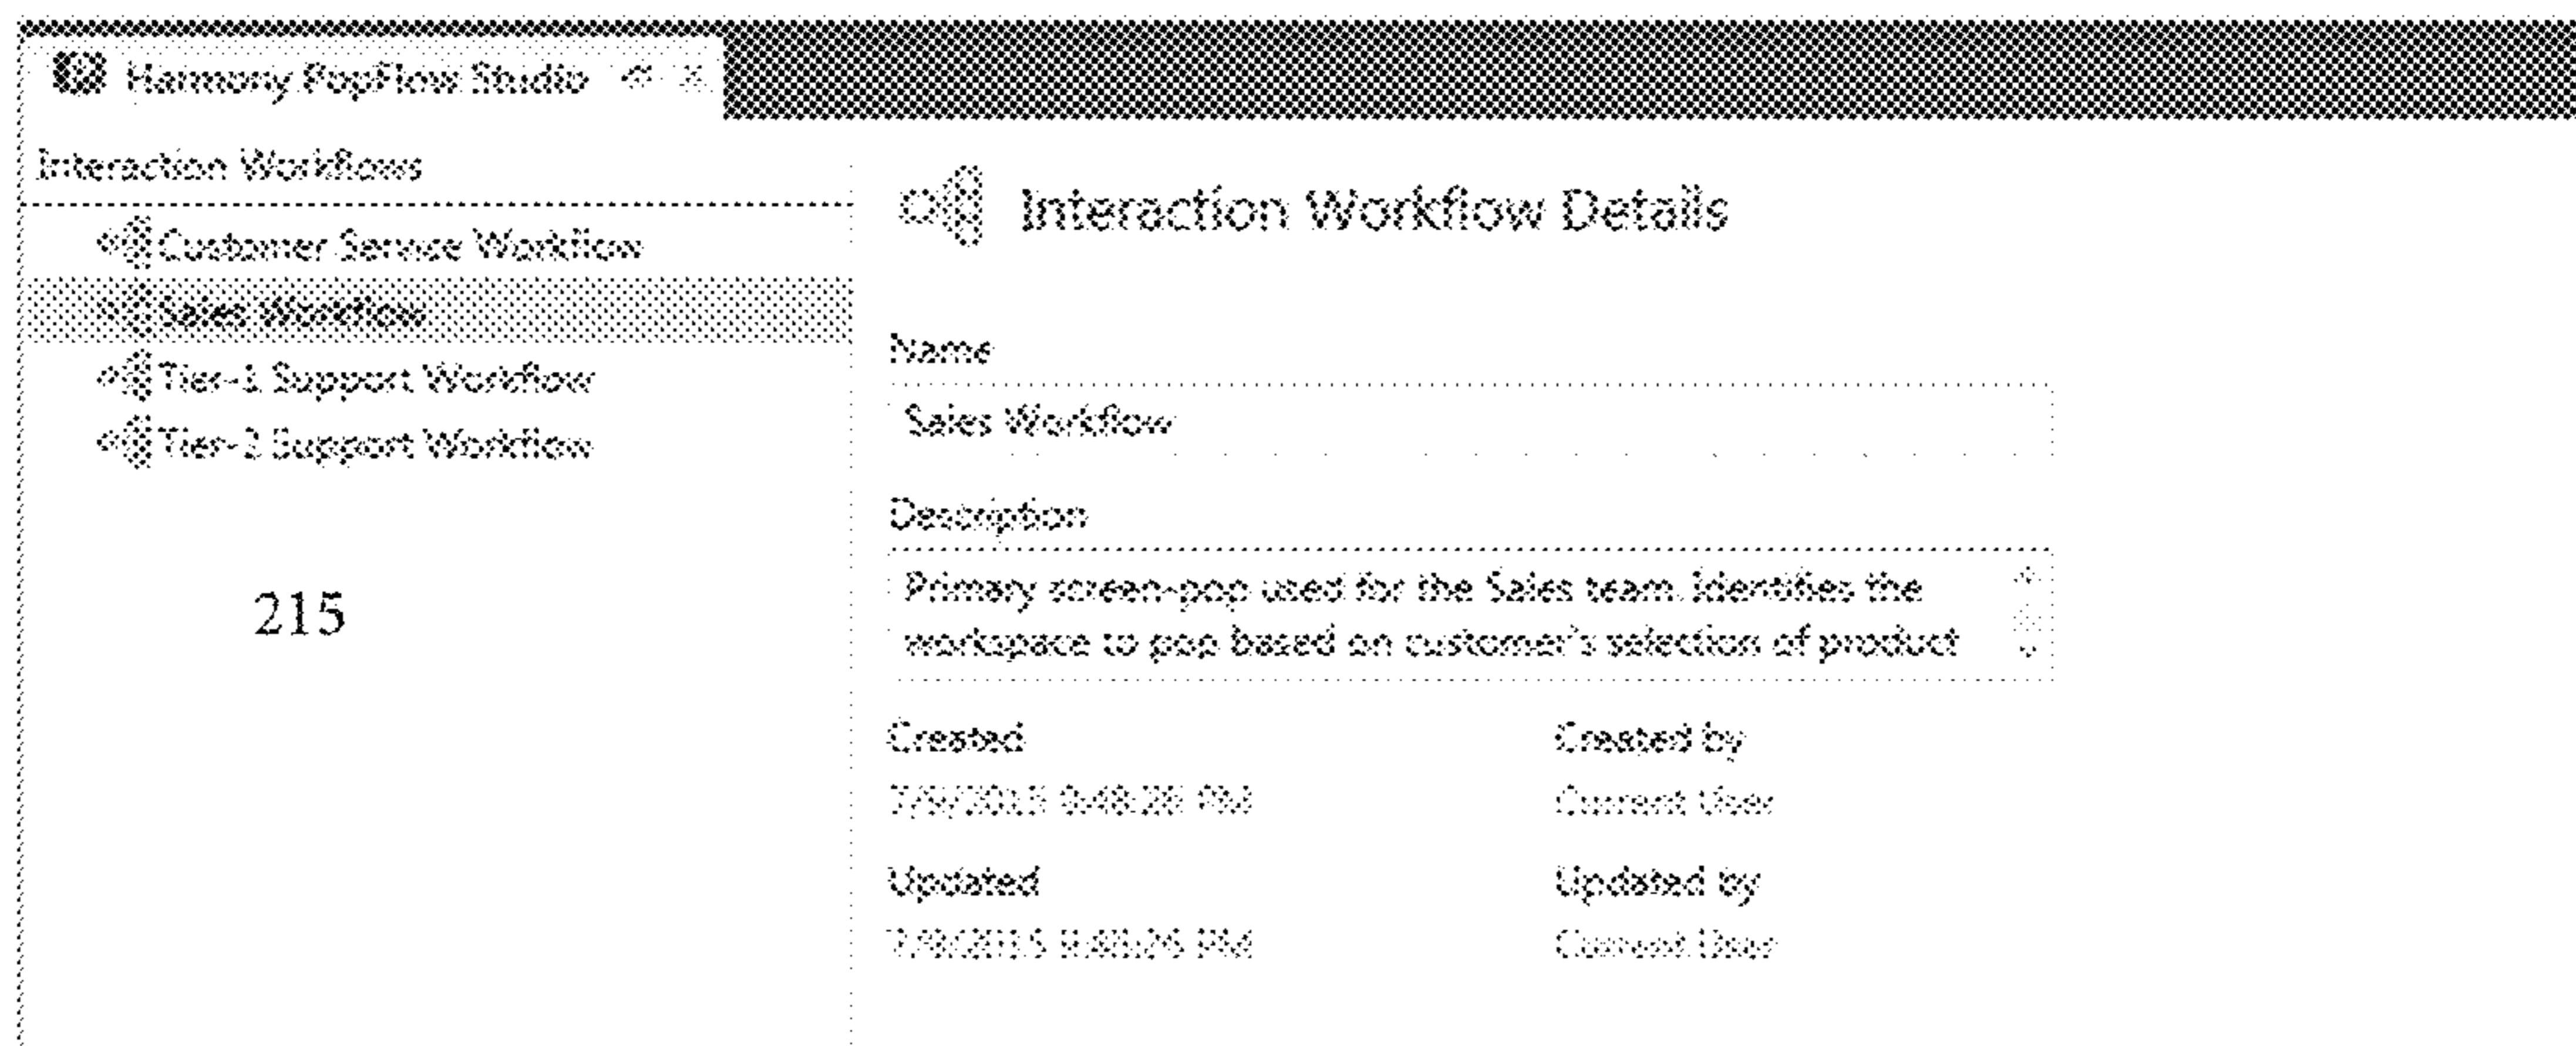 Harmony PopFlow Studio
Interaction Workflows
Customer Service Workflow
Sales Workflow
Tier-1 Support Workflow
Tier-2 Support Workflow
215
Interaction Workflow Details
Name
Sales Workflow
Description
Primary screen-pop used for the Sales team. Identifies the
workspace to pop based on customer's selection of product
Created
Created by
PM
Current User
Updated
Updated by
PM
Current User